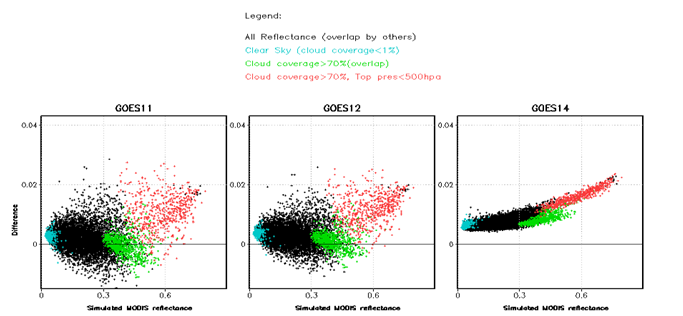 Legend:
All Reflectance (overlap by others)
Clear Sky (cloud coverage<1%)
Cloud coverage>70%(overlap)
Cloud coverage>70%, Top pres<500hpa
GOES11 GOES12 GOES14
0.04 0.04 0.04
0.02 0.02 0.02
Difference
0 0 0
0 0.3 0.6 0 0.3 0.6 0 0.3 0.6
Simulated MODIS reflectance Simulated MODIS reflectance Simulated MODIS reflectance